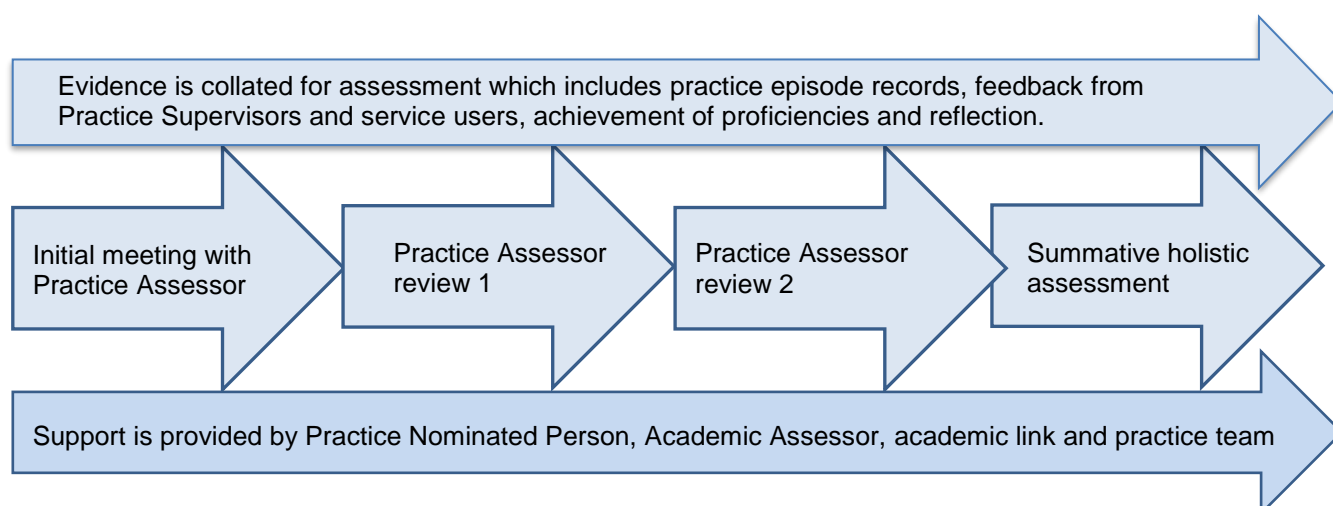 Evidence is collated for assessment which includes practice episode records, feedback from
Practice Supervisors and service users, achievement of proficiencies and reflection.
Initial meeting with
Practice Assessor
Practice Assessor
review 1
Practice Assessor
review 2
Summative holistic
assessment
Support is provided by Practice Nominated Person, Academic Assessor, academic link and practice team